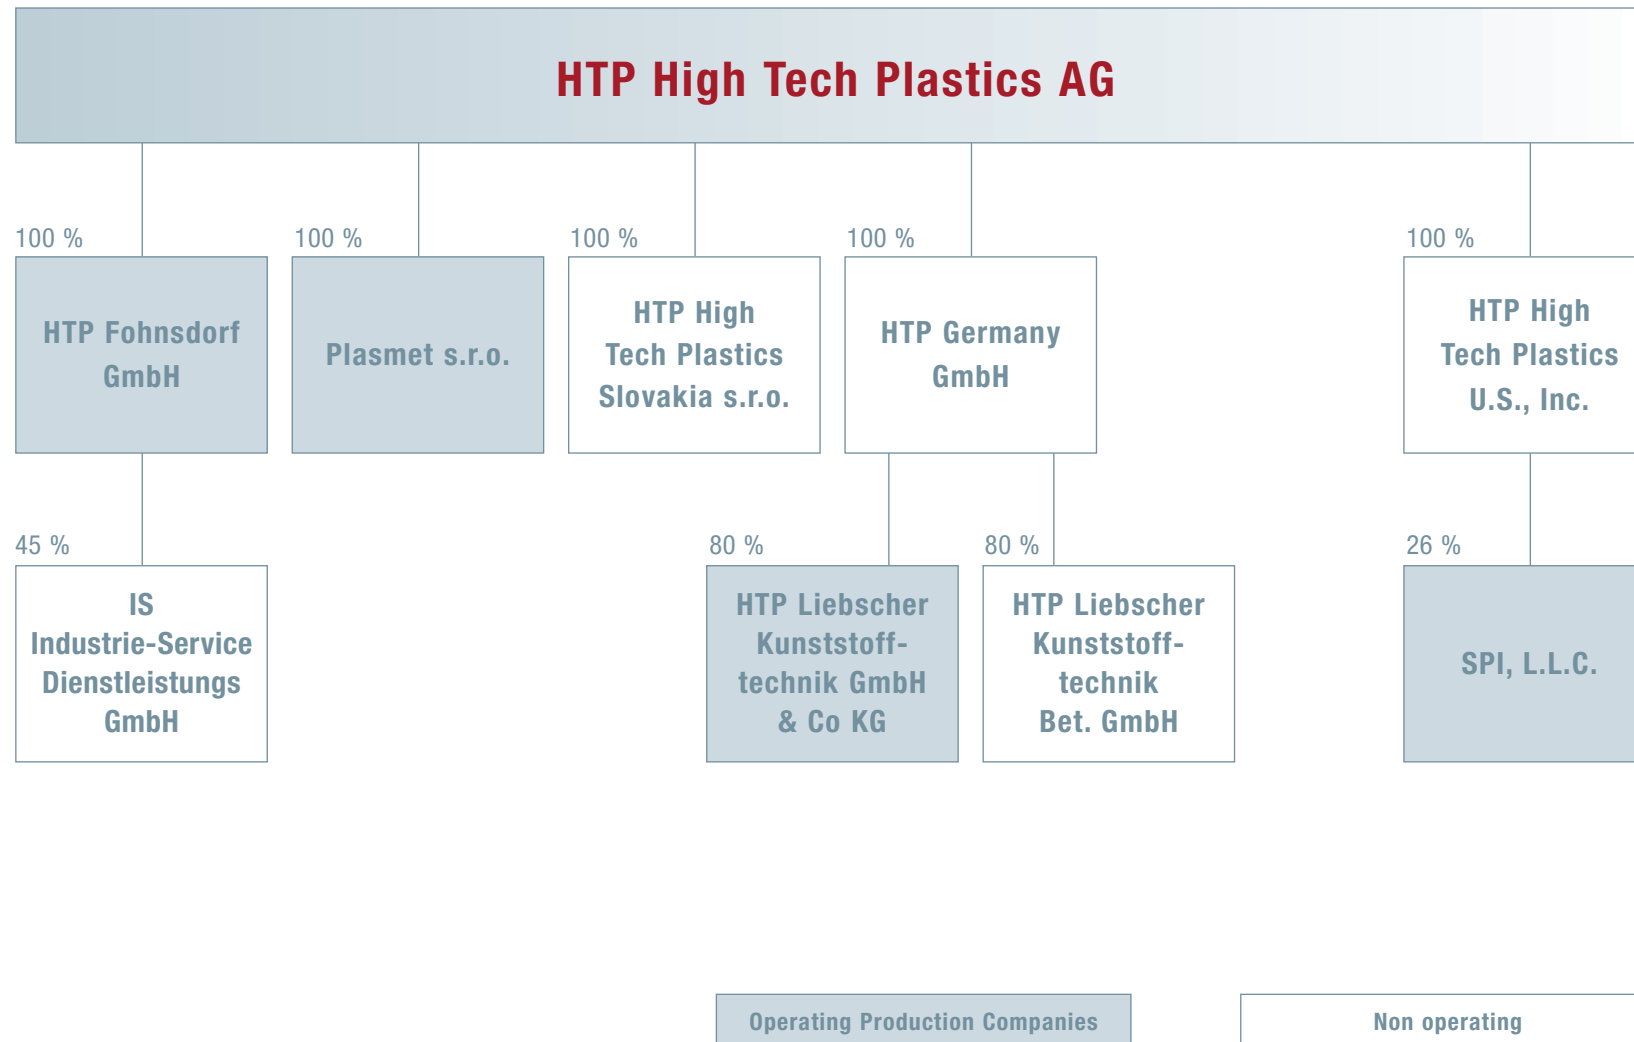 HTP High Tech Plastics AG
100 %
100 %
100 %
100 %
100 %
HTP Fohnsdorf
GmbH
Plasmet s.r.o.
HTP High
Tech Plastics
Slovakia s.r.o.
HTP Germany
GmbH
HTP High
Tech Plastics
U.S., Inc.
45 %
80 %
80 %
26 %
IS
Industrie-Service
Dienstleistungs
GmbH
HTP Liebscher
Kunststoff-
technik GmbH
& Co KG
HTP Liebscher
Kunststoff-
technik
Bet. GmbH
SPI, L.L.C.
Operating Production Companies
Non operating